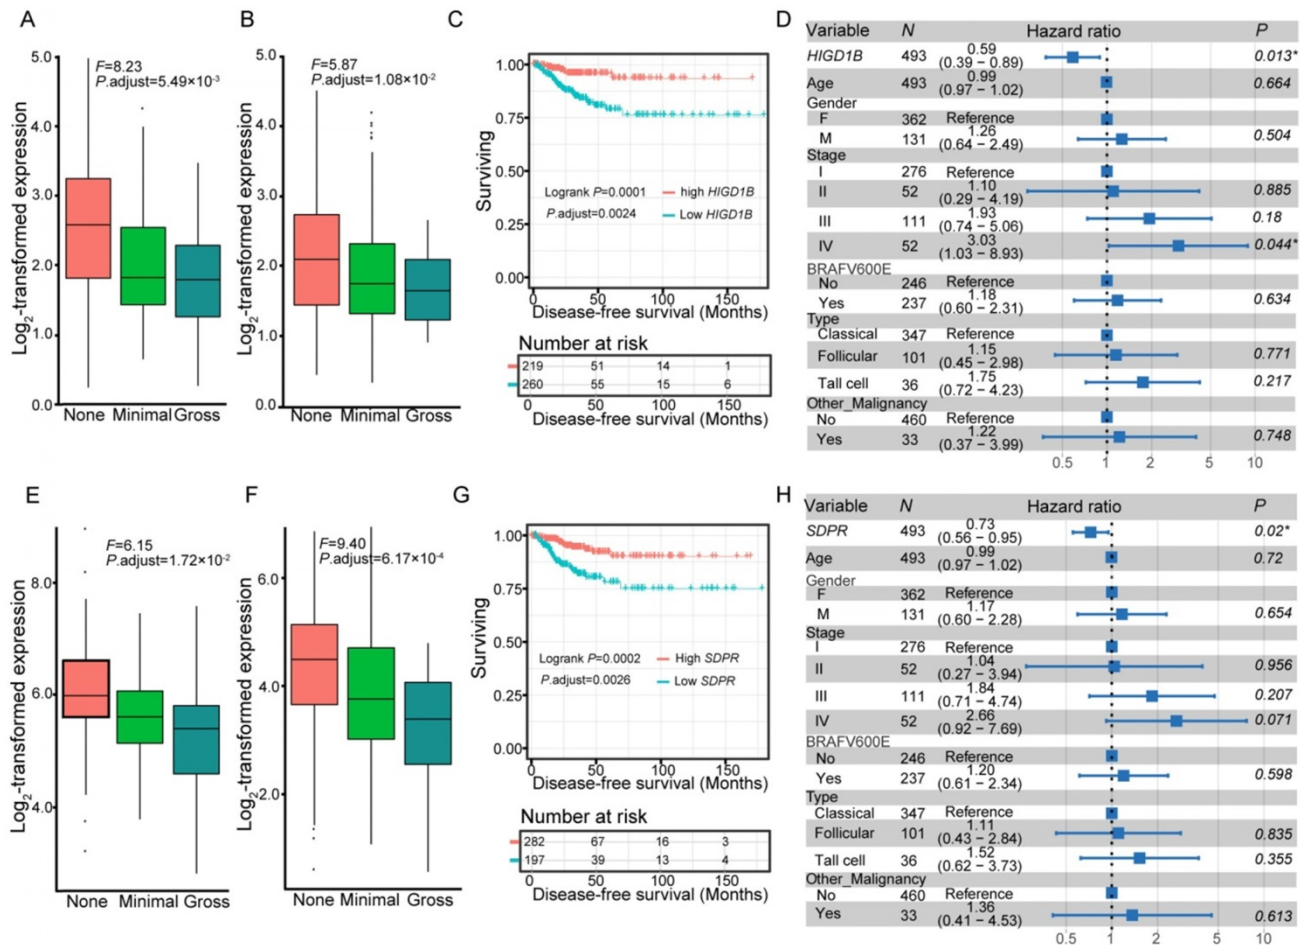 A
F=8.23
P.adjust=5.49×10-3
Log2-transformed expression
5.0
4.0
3.0
2.0
1.0
0.0
None Minimal Gross
B
F=5.87
P.adjust=1.08×10-2
Log2-transformed expression
5.0
4.0
3.0
2.0
1.0
0.0
None Minimal Gross
C
Surviving
1.00
0.75
0.50
0.25
0.00
Logrank P=0.0001
P.adjust=0.0024
high HIGD1B
Low HIGD1B
0 50 100 150
Disease-free survival (Months)
Number at risk
219 51 14 1
260 55 15 6
0 50 100 150
Disease-free survival (Months)
D
Variable N Hazard ratio P
HIGD1B 493 0.59 (0.39 − 0.89) 0.013*
Age 493 0.99 (0.97 − 1.02) 0.664
Gender
F 362 Reference
M 131 1.26 (0.64 − 2.49) 0.504
Stage
I 276 Reference
II 52 1.10 (0.29 − 4.19) 0.885
III 111 1.93 (0.74 − 5.06) 0.18
IV 52 3.03 (1.03 − 8.93) 0.044*
BRAFV600E
No 246 Reference
Yes 237 1.18 (0.60 − 2.31) 0.634
Type
Classical 347 Reference
Follicular 101 1.15 (0.45 − 2.98) 0.771
Tall cell 36 1.75 (0.72 − 4.23) 0.217
Other_Malignancy
No 460 Reference
Yes 33 1.22 (0.37 − 3.99) 0.748
0.5 1 2 5 10
E
F=6.15
P.adjust=1.72×10-2
Log2-transformed expression
8.0
6.0
4.0
None Minimal Gross
F
F=9.40
P.adjust=6.17×10-4
Log2-transformed expression
6.0
4.0
2.0
None Minimal Gross
G
Surviving
1.00
0.75
0.50
0.25
0.00
Logrank P=0.0002
P.adjust=0.0026
High SDPR
Low SDPR
0 50 100 150
Disease-free survival (Months)
Number at risk
282 67 16 3
197 39 13 4
0 50 100 150
Disease-free survival (Months)
H
Variable N Hazard ratio P
SDPR 493 0.73 (0.56 − 0.95) 0.02*
Age 493 0.99 (0.97 − 1.02) 0.72
Gender
F 362 Reference
M 131 1.17 (0.60 − 2.28) 0.654
Stage
I 276 Reference
II 52 1.04 (0.27 − 3.94) 0.956
III 111 1.84 (0.71 − 4.74) 0.207
IV 52 2.66 (0.92 − 7.69) 0.071
BRAFV600E
No 246 Reference
Yes 237 1.20 (0.61 − 2.34) 0.598
Type
Classical 347 Reference
Follicular 101 1.11 (0.43 − 2.84) 0.835
Tall cell 36 1.52 (0.62 − 3.73) 0.355
Other_Malignancy
No 460 Reference
Yes 33 1.36 (0.41 − 4.53) 0.613
0.5 1 2 5 10